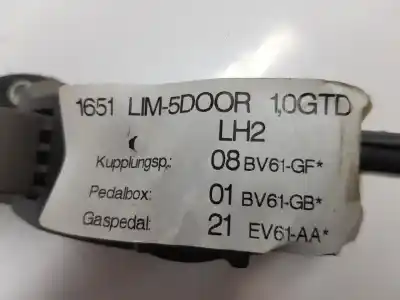 1651 LIM-5DOOR 1,0GTD
LH2
Kupplungsp.: 08 BV61-GF*
Pedalbox: 01 BV61-GB*
Gaspedal: 21 EV61-AA*